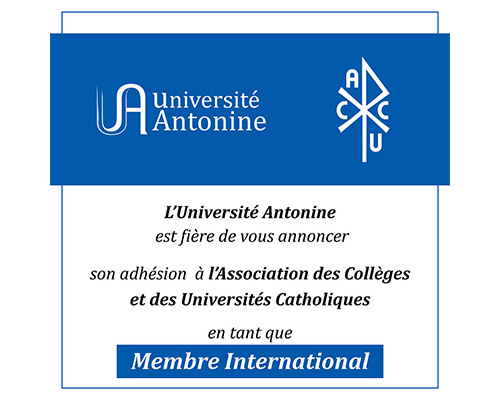 UA Université
Antonine
A
C C
U
L’Université Antonine
est fière de vous annoncer
son adhésion à l’Association des Collèges
et des Universités Catholiques
en tant que
Membre International